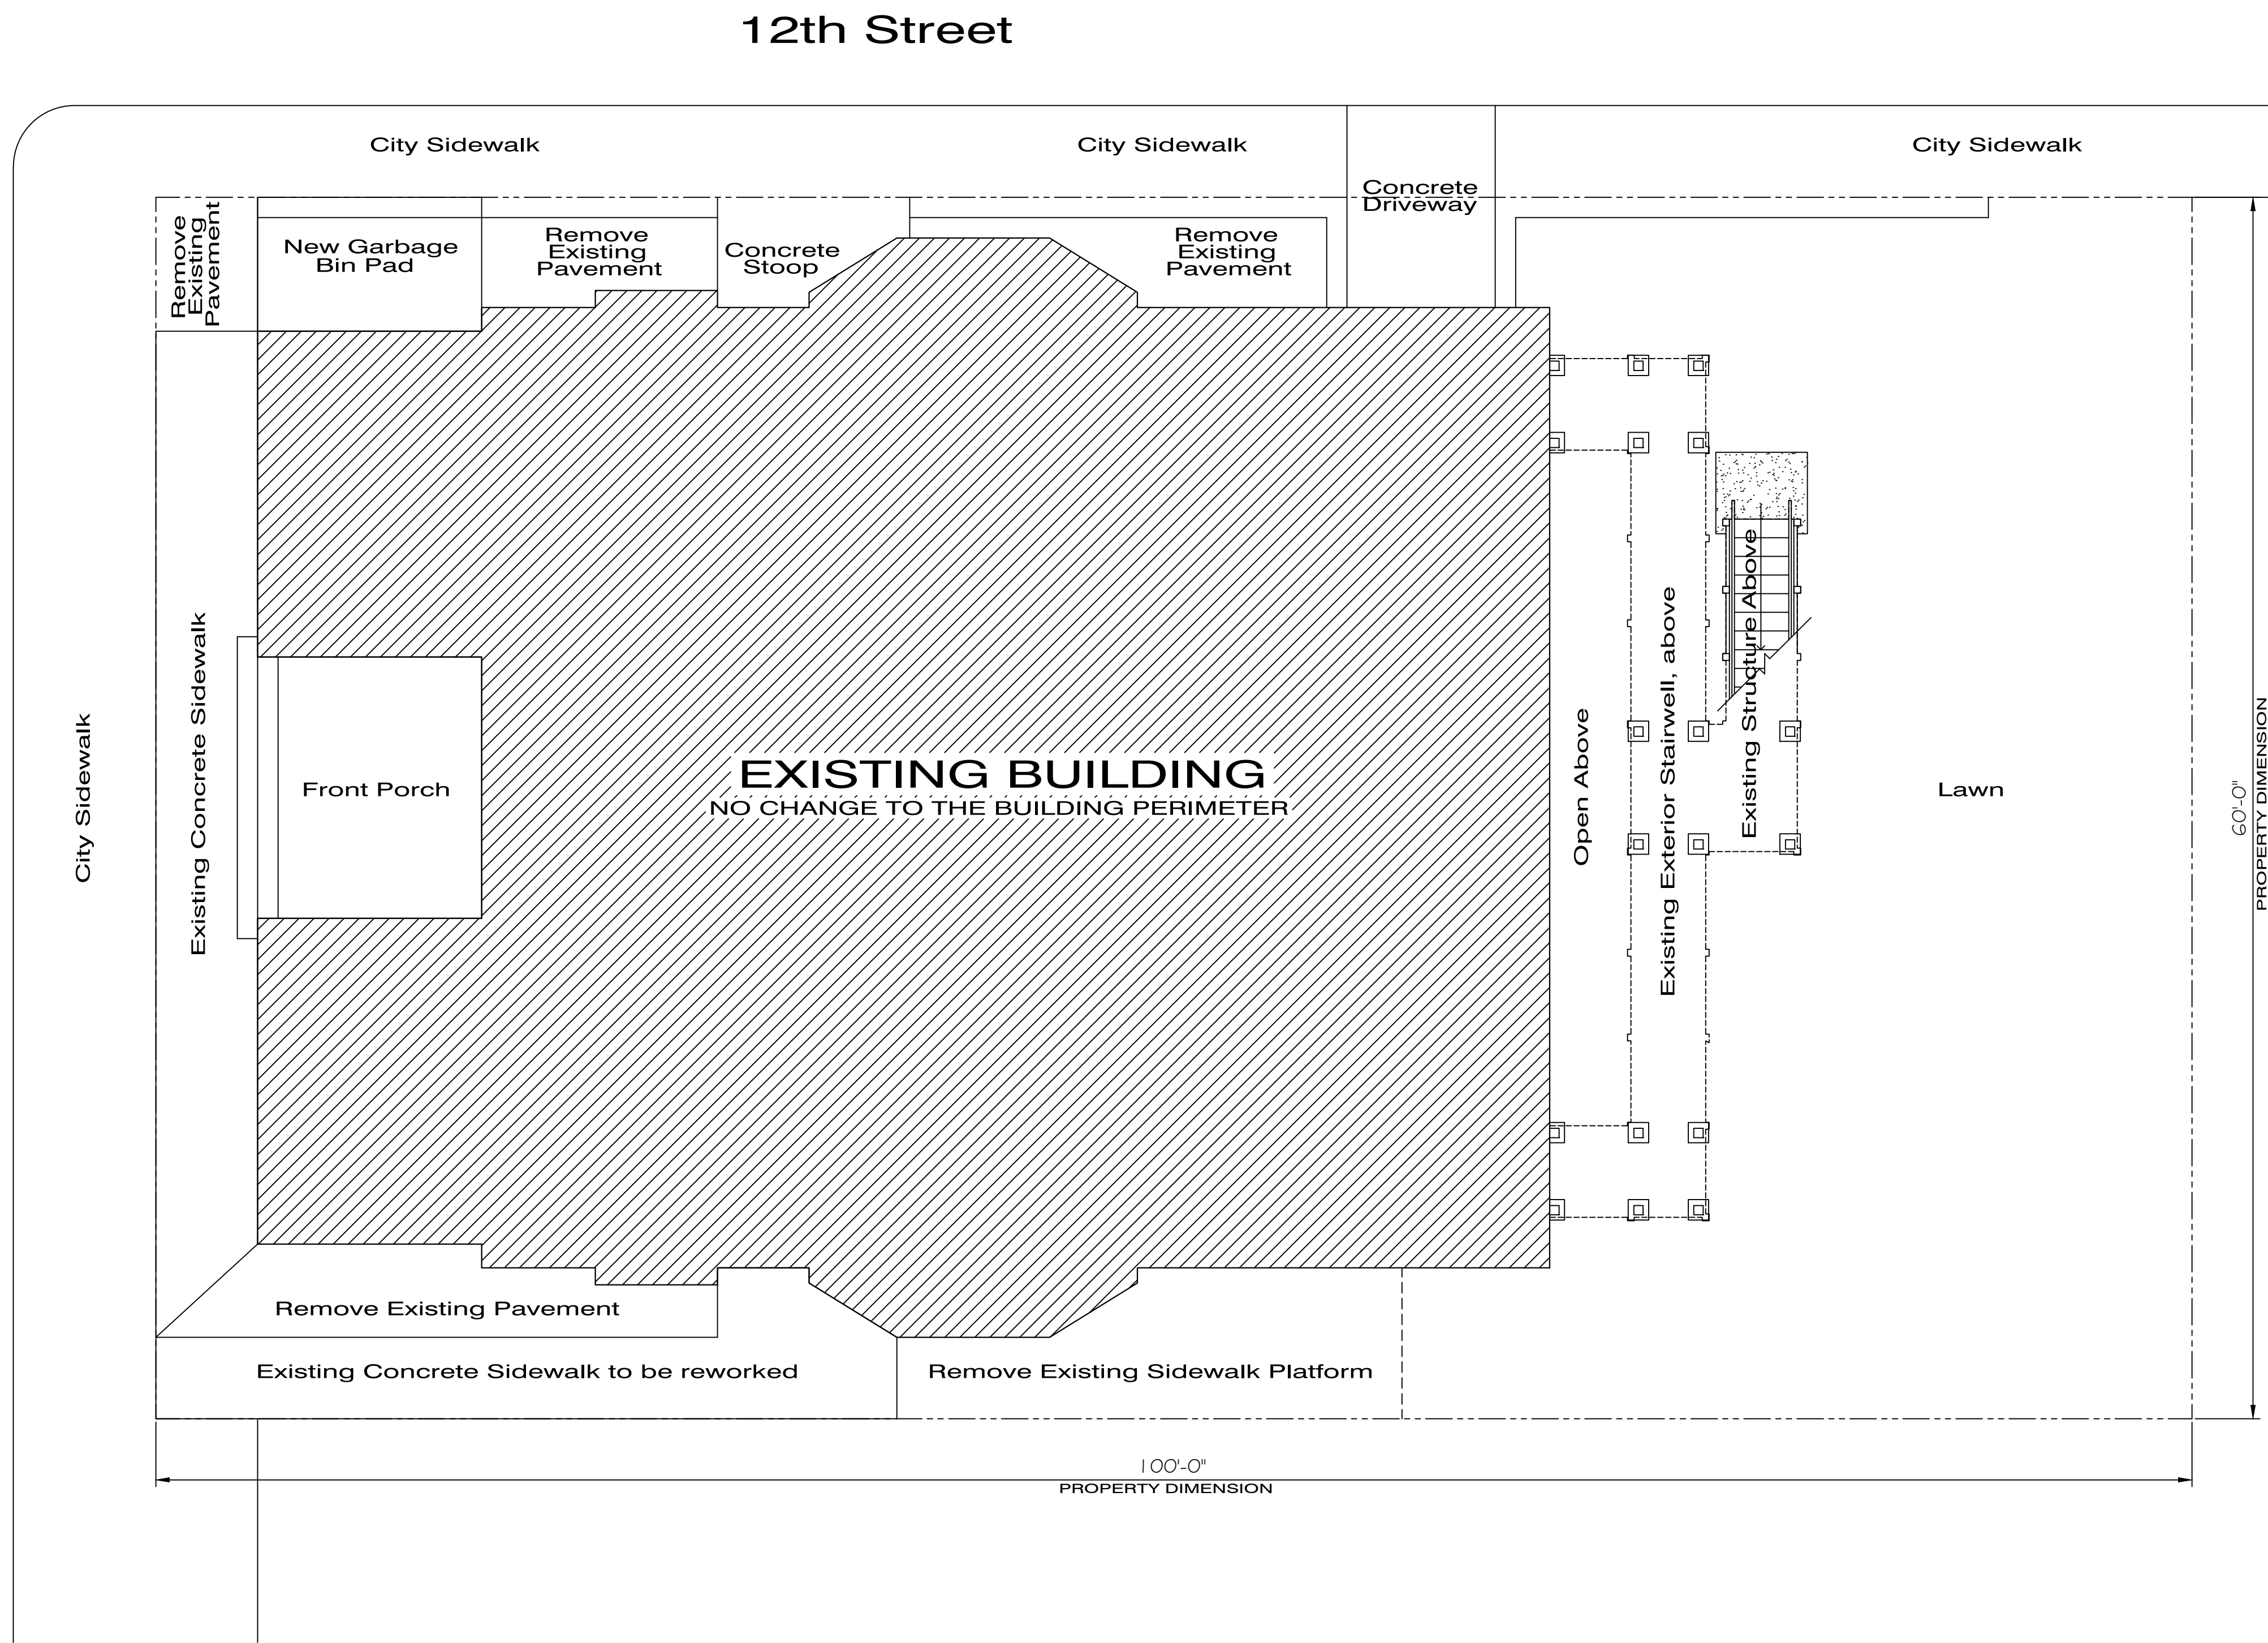 12th Street
City Sidewalk
City Sidewalk
City Sidewalk
Concrete
Driveway
Remove
Existing
Pavement
New Garbage
Bin Pad
Remove
Existing
Pavement
Concrete
Stoop
Remove
Existing
Pavement
City Sidewalk
Existing Concrete Sidewalk
Front Porch
EXISTING BUILDING
NO CHANGE TO THE BUILDING PERIMETER
Open Above
Existing Exterior Stairwell, above
Existing Structure Above
Lawn
60'-0"
PROPERTY DIMENSION
Remove Existing Pavement
Existing Concrete Sidewalk to be reworked
Remove Existing Sidewalk Platform
100'-0"
PROPERTY DIMENSION